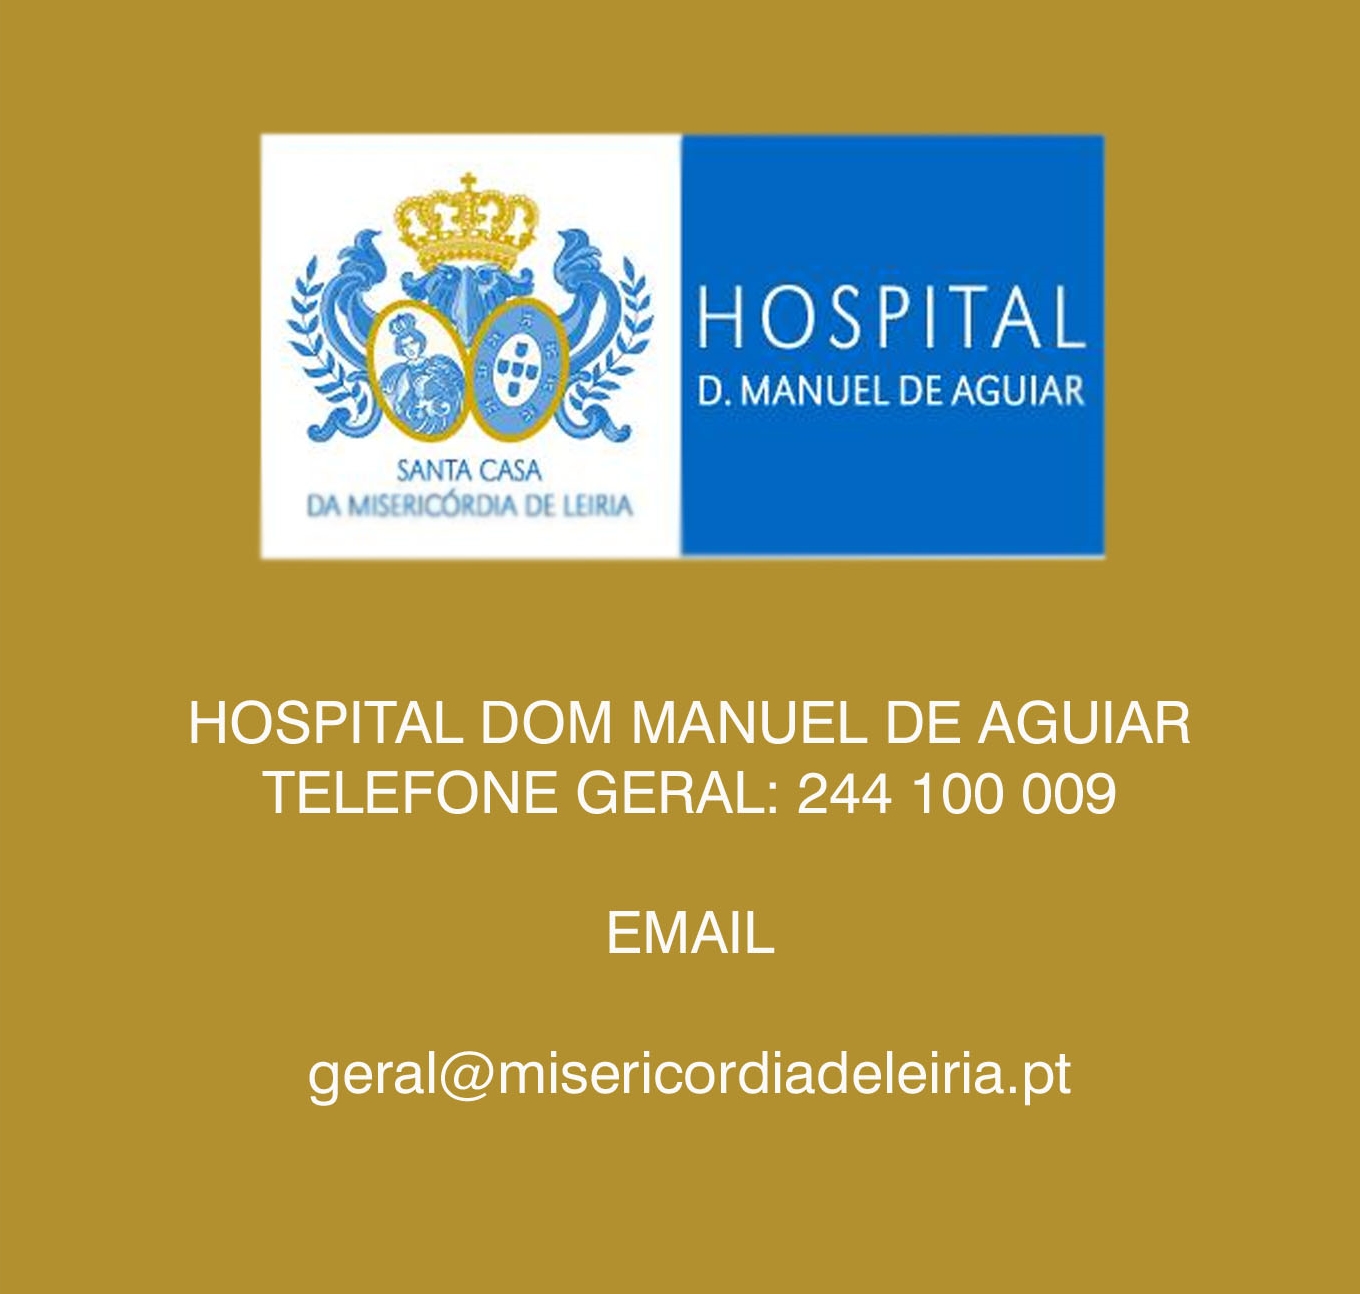 SANTA CASA
DA MISERICÓRDIA DE LEIRIA
HOSPITAL
D. MANUEL DE AGUIAR
HOSPITAL DOM MANUEL DE AGUIAR
TELEFONE GERAL: 244 100 009
EMAIL
geral@misericordiadeleiria.pt